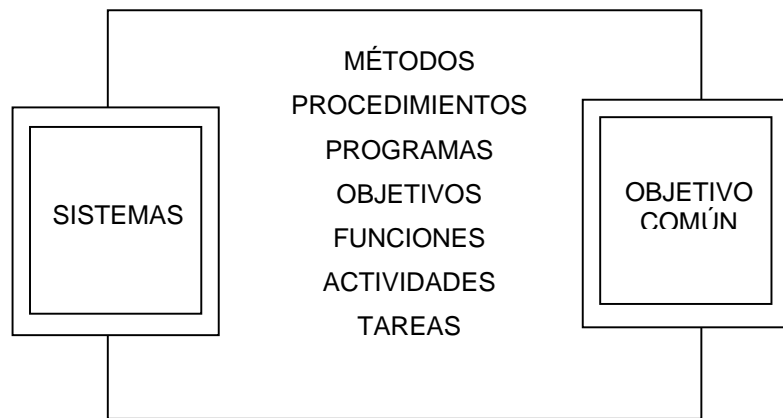 MÉTODOS
PROCEDIMIENTOS
PROGRAMAS
OBJETIVOS
FUNCIONES
ACTIVIDADES
TAREAS
SISTEMAS
OBJETIVO
COMÚN